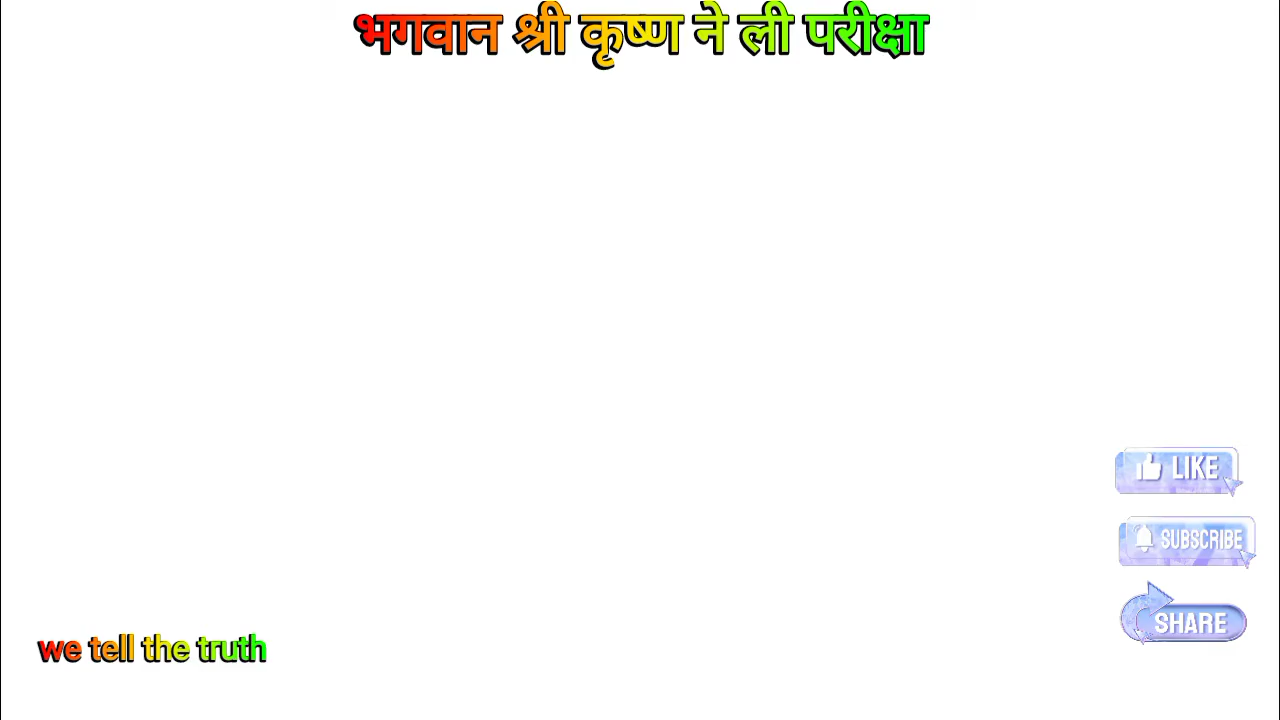 भगवान श्री कृष्ण ने ली परीक्षा
LIKE
SUBSCRIBE
SHARE
we tell the truth